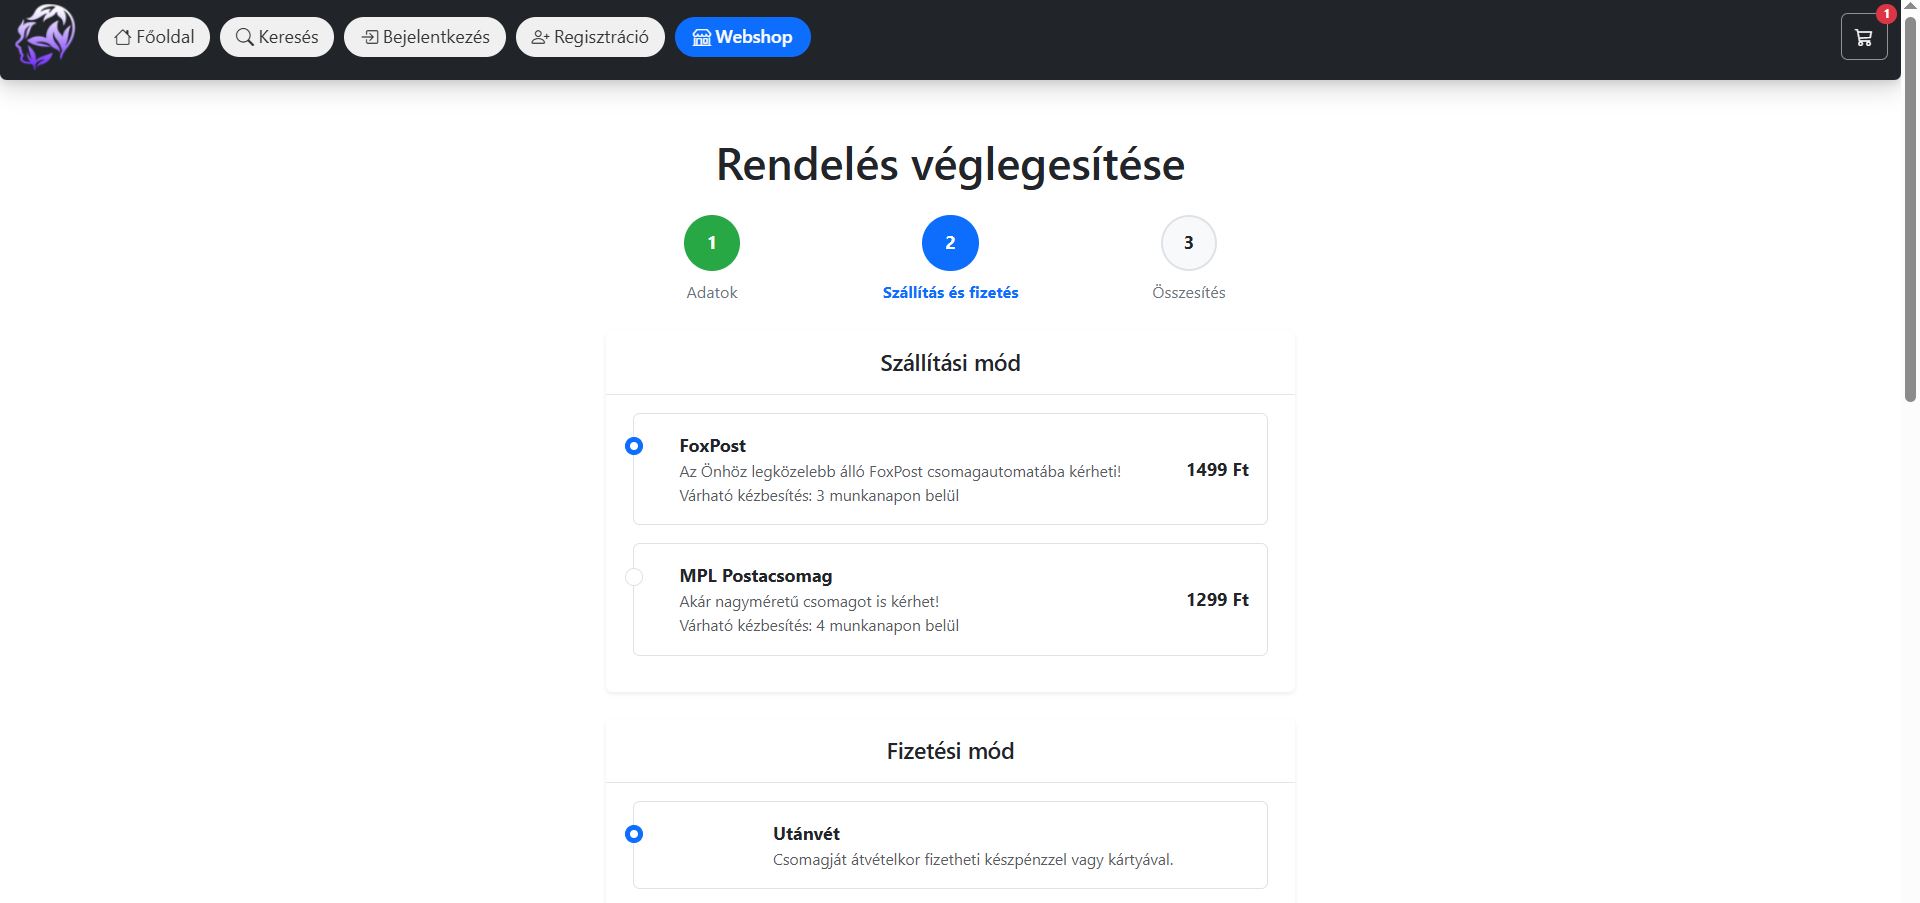 Főoldal
Keresés
Bejelentkezés
Regisztráció
Webshop
1
Rendelés véglegesítése
1
2
3
Adatok
Szállítás és fizetés
Összesítés
Szállítási mód
FoxPost
Az Önhöz legközelebb álló FoxPost csomagautomatába kérheti!
Várható kézbesítés: 3 munkanapon belül
1499 Ft
MPL Postacsomag
Akár nagyméretű csomagot is kérhet!
Várható kézbesítés: 4 munkanapon belül
1299 Ft
Fizetési mód
Utánvét
Csomagját átvételkor fizetheti készpénzzel vagy kártyával.